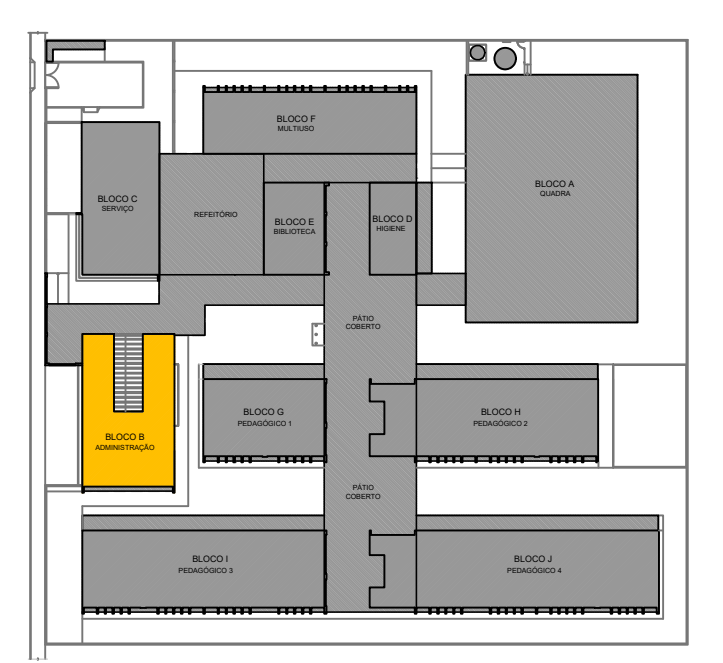 BLOCO F
MULTIUSO
BLOCO A
QUADRA
BLOCO C
SERVIÇO
REFEITÓRIO
BLOCO E
BIBLIOTECA
BLOCO D
HIGIENE
PÁTIO
COBERTO
BLOCO B
ADMINISTRAÇÃO
BLOCO G
PEDAGÓGICO 1
BLOCO H
PEDAGÓGICO 2
PÁTIO
COBERTO
BLOCO I
PEDAGÓGICO 3
BLOCO J
PEDAGÓGICO 4